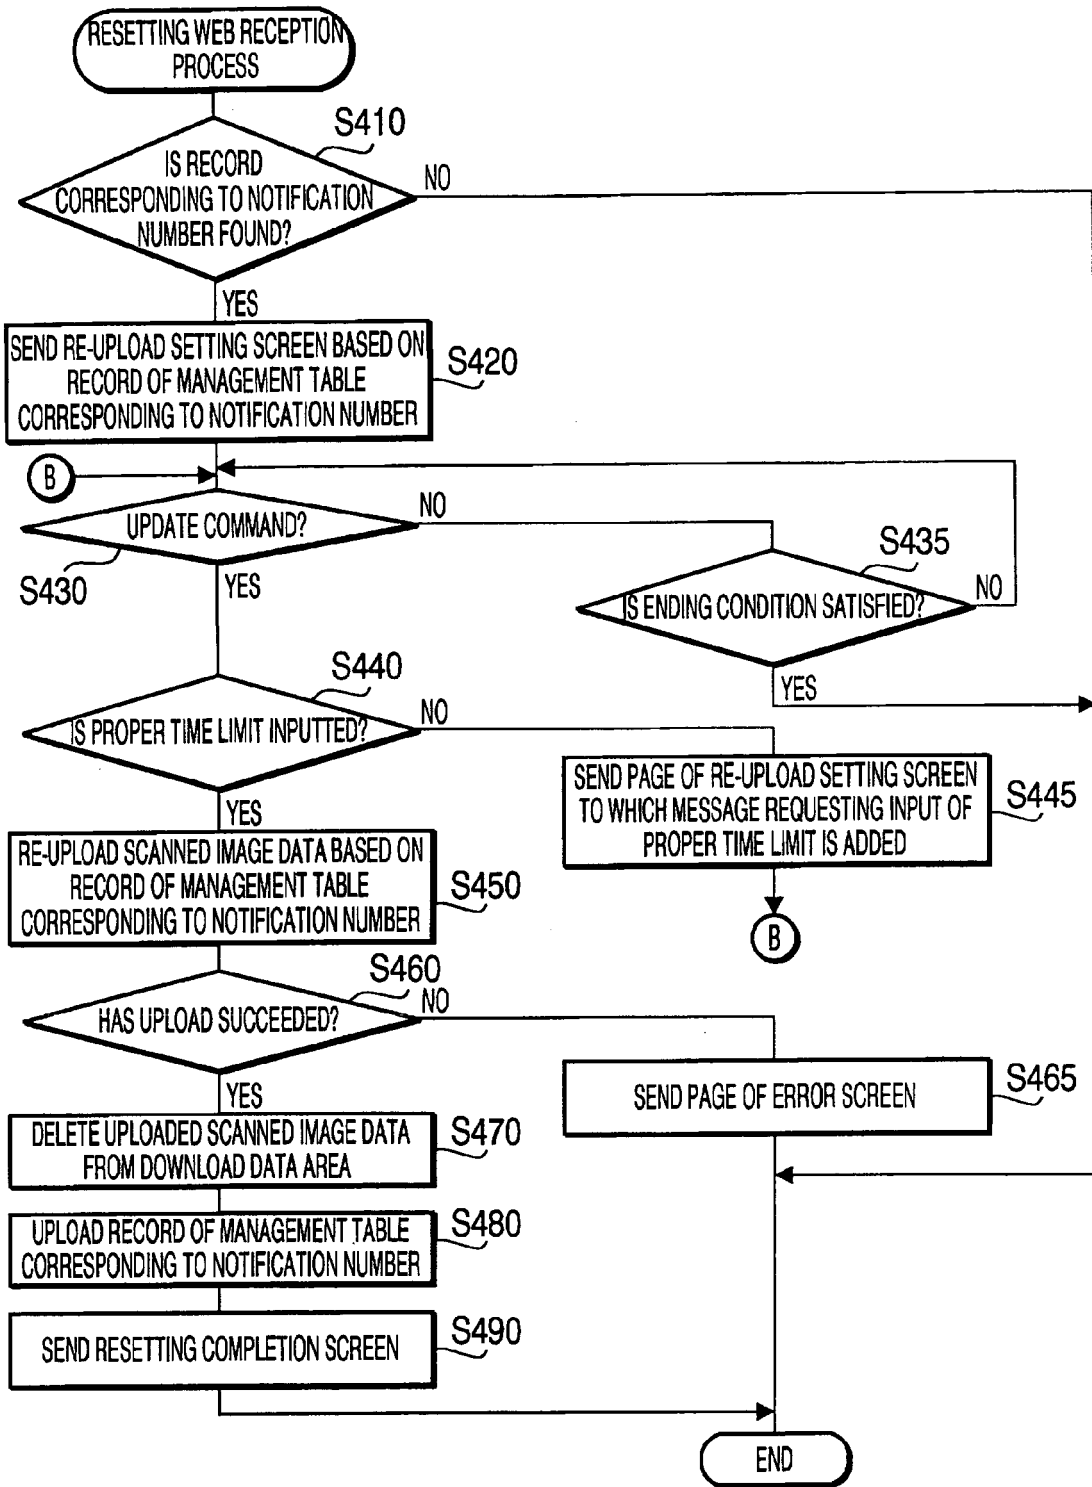 RESETTING WEB RECEPTION
PROCESS
S410
IS RECORD
CORRESPONDING TO NOTIFICATION
NUMBER FOUND?
NO
YES
SEND RE-UPLOAD SETTING SCREEN BASED ON
RECORD OF MANAGEMENT TABLE
CORRESPONDING TO NOTIFICATION NUMBER
S420
B
UPDATE COMMAND?
NO
S430
YES
S435
IS ENDING CONDITION SATISFIED?
NO
YES
S440
IS PROPER TIME LIMIT INPUTTED?
NO
YES
SEND PAGE OF RE-UPLOAD SETTING SCREEN
TO WHICH MESSAGE REQUESTING INPUT OF
PROPER TIME LIMIT IS ADDED
S445
B
RE-UPLOAD SCANNED IMAGE DATA BASED ON
RECORD OF MANAGEMENT TABLE
CORRESPONDING TO NOTIFICATION NUMBER
S450
S460
HAS UPLOAD SUCCEEDED?
NO
YES
SEND PAGE OF ERROR SCREEN
S465
DELETE UPLOADED SCANNED IMAGE DATA
FROM DOWNLOAD DATA AREA
S470
UPLOAD RECORD OF MANAGEMENT TABLE
CORRESPONDING TO NOTIFICATION NUMBER
S480
SEND RESETTING COMPLETION SCREEN
S490
END